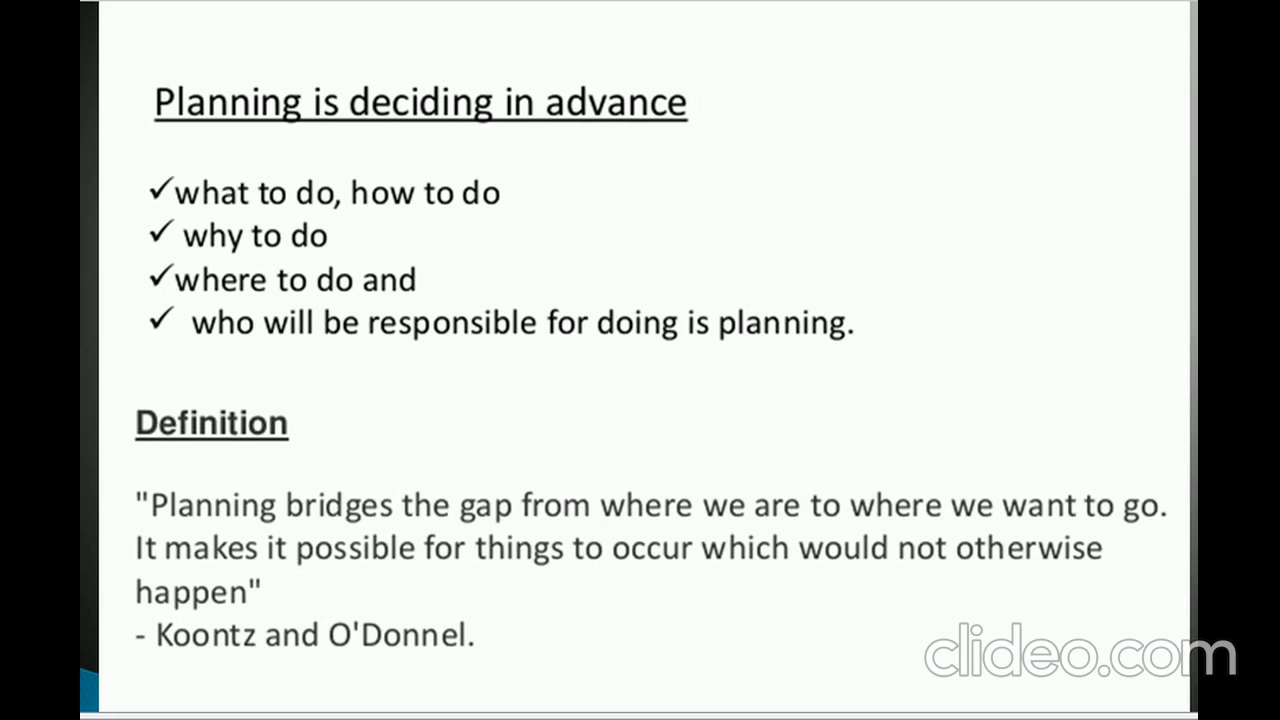 Planning is deciding in advance
✓what to do, how to do
✓ why to do
✓where to do and
✓ who will be responsible for doing is planning.
Definition
"Planning bridges the gap from where we are to where we want to go.
It makes it possible for things to occur which would not otherwise
happen"
- Koontz and O'Donnel.
clideo.com